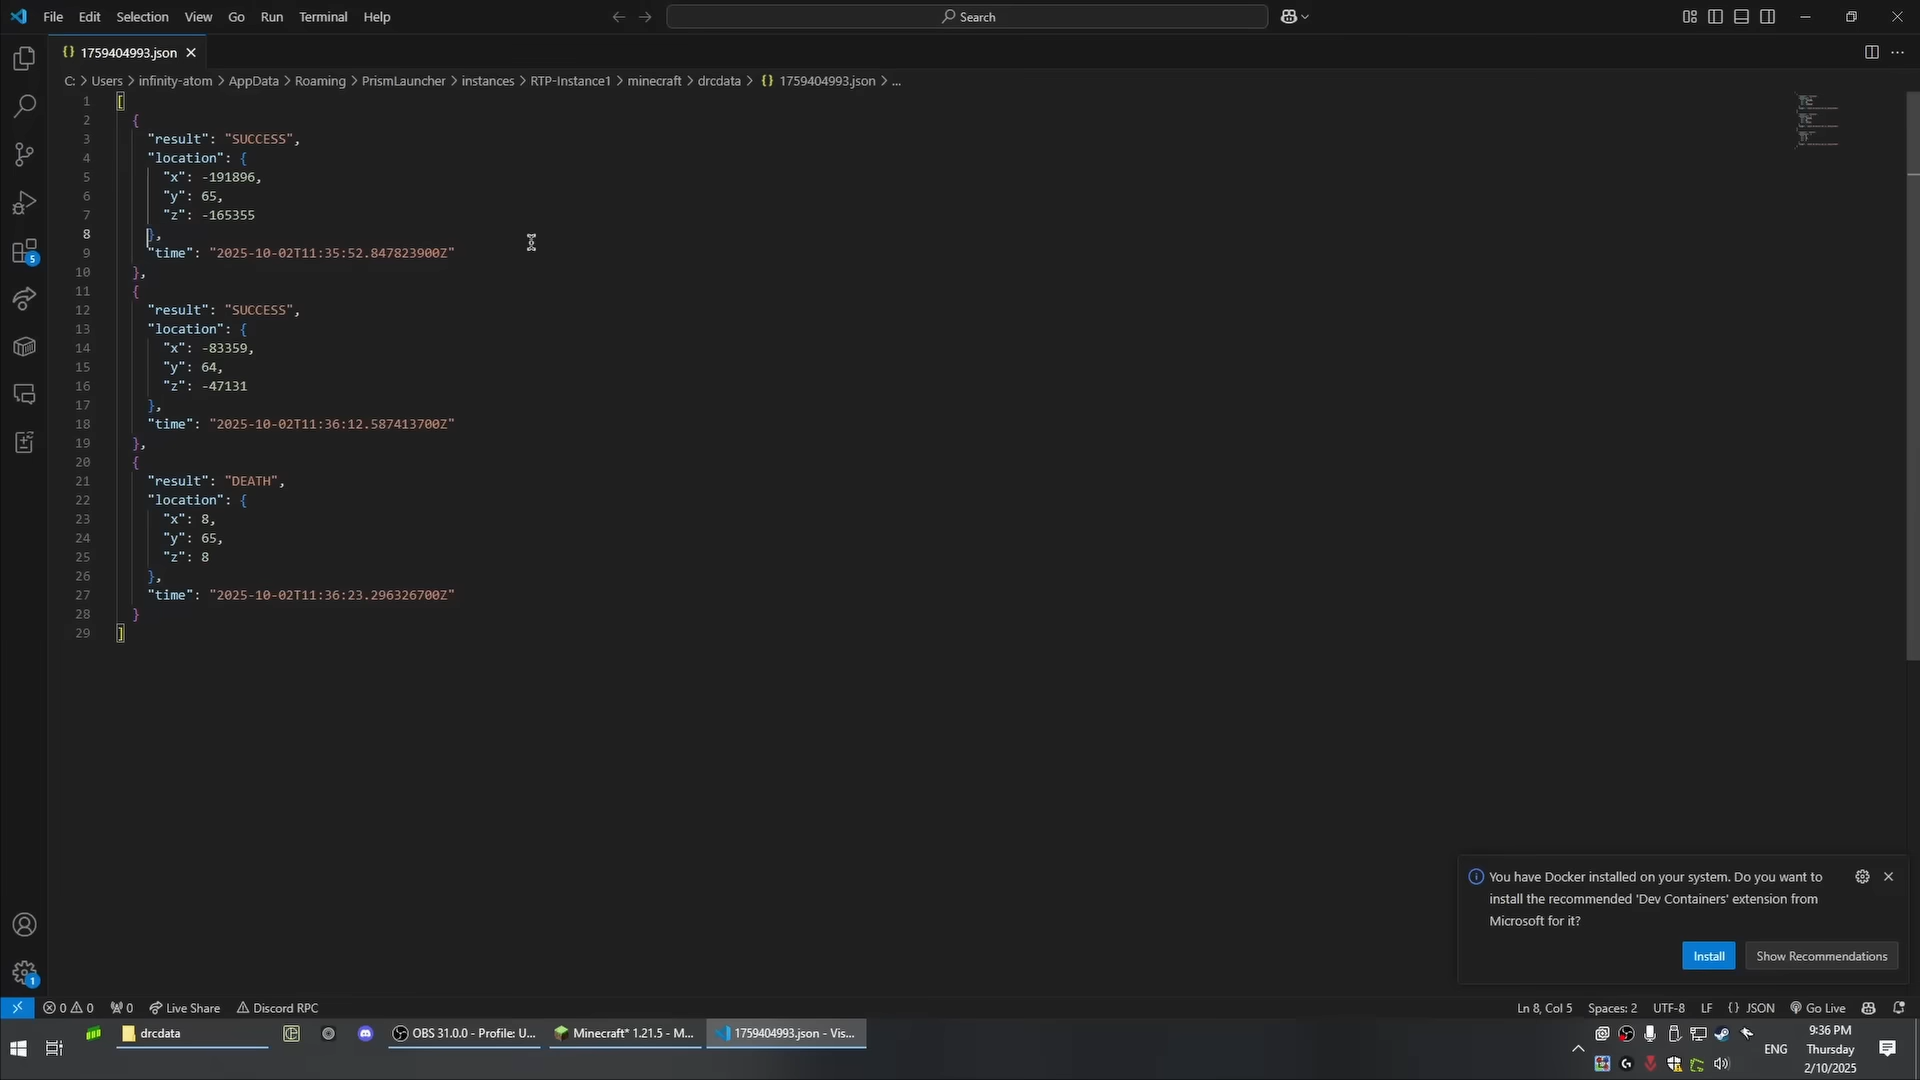 File Edit Selection View Go Run Terminal Help
Search
1759404993.json
C: > Users > infinity-atom > AppData > Roaming > PrismLauncher > instances > RTP-Instance1 > minecraft > drcdata > {} 1759404993.json > ...
1 [
2 {
3 "result": "SUCCESS",
4 "location": {
5 "x": -191896,
6 "y": 65,
7 "z": -165355
8 },
9 "time": "2025-10-02T11:35:52.847823900Z"
10 },
11 {
12 "result": "SUCCESS",
13 "location": {
14 "x": -83359,
15 "y": 64,
16 "z": -47131
17 },
18 "time": "2025-10-02T11:36:12.587413700Z"
19 },
20 {
21 "result": "DEATH",
22 "location": {
23 "x": 8,
24 "y": 65,
25 "z": 8
26 },
27 "time": "2025-10-02T11:36:23.296326700Z"
28 }
29 ]
You have Docker installed on your system. Do you want to
install the recommended 'Dev Containers' extension from
Microsoft for it?
Install Show Recommendations
5
1
0 0 0 Live Share Discord RPC Ln 8, Col 5 Spaces: 2 UTF-8 LF {} JSON Go Live
drcdata OBS 31.0.0 - Profile: U... Minecraft* 1.21.5 - M... 1759404993.json - Vis...
ENG
9:36 PM
Thursday
2/10/2025